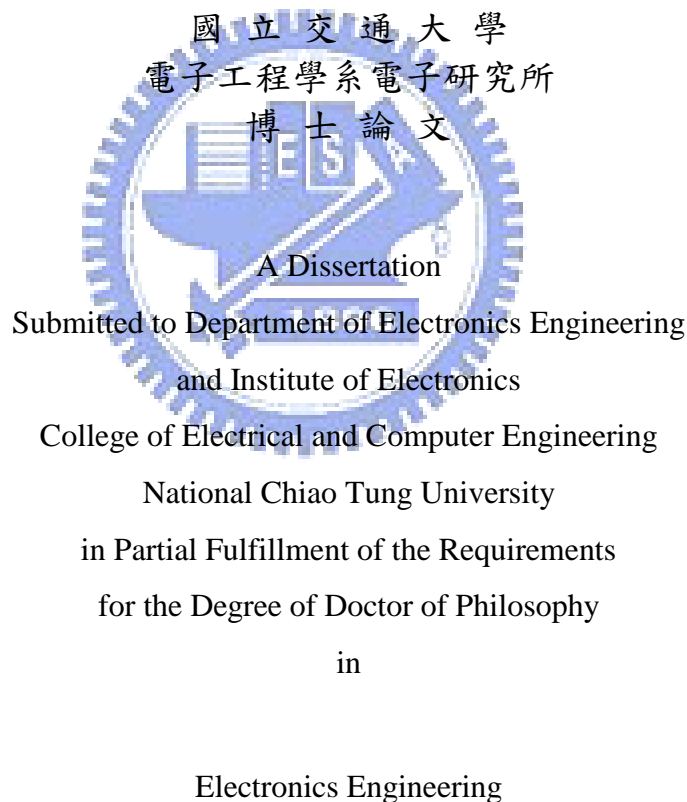 國 立 交 通 大 學
電子工程學系電子研究所
博 士 論 文
E S A
A Dissertation
1896
Submitted to Department of Electronics Engineering
and Institute of Electronics
College of Electrical and Computer Engineering
National Chiao Tung University
in Partial Fulfillment of the Requirements
for the Degree of Doctor of Philosophy
in
Electronics Engineering